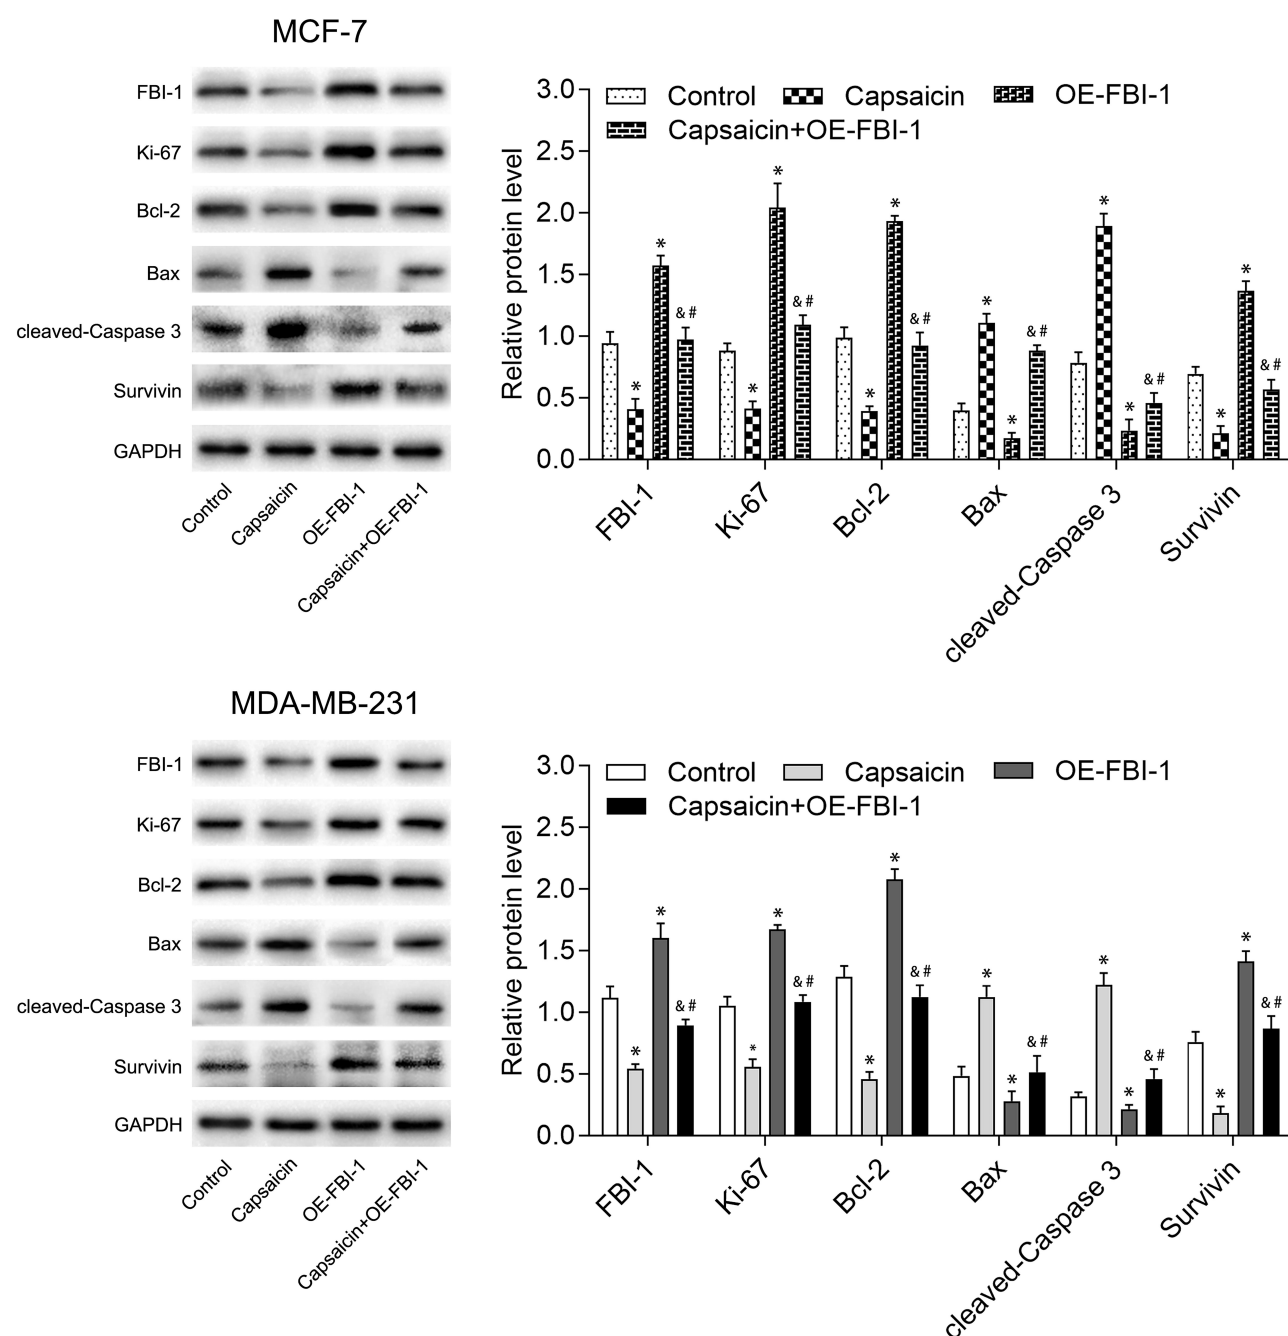 MCF-7
FBI-1
Ki-67
Bcl-2
Bax
cleaved-Caspase 3
Survivin
GAPDH
Control
Capsaicin
OE-FBI-1
Capsaicin+OE-FBI-1
Relative protein level
3.0
2.5
2.0
1.5
1.0
0.5
0.0
Control Capsaicin OE-FBI-1
Capsaicin+OE-FBI-1
* * &#
* * &#
* * &#
* * &#
* * &#
* * &#
FBI-1
Ki-67
Bcl-2
Bax
cleaved-Caspase 3
Survivin
MDA-MB-231
FBI-1
Ki-67
Bcl-2
Bax
cleaved-Caspase 3
Survivin
GAPDH
Control
Capsaicin
OE-FBI-1
Capsaicin+OE-FBI-1
Relative protein level
3.0
2.5
2.0
1.5
1.0
0.5
0.0
Control Capsaicin OE-FBI-1
Capsaicin+OE-FBI-1
* * &#
* * &#
* * &#
* * &#
* * &#
* * &#
FBI-1
Ki-67
Bcl-2
Bax
cleaved-Caspase 3
Survivin